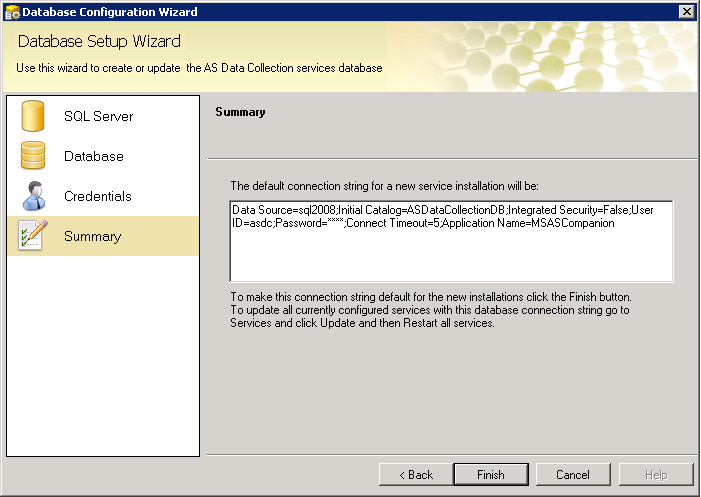 Database Configuration Wizard
Database Setup Wizard
Use this wizard to create or update  the AS Data Collection services database
SQL Server
Database
Credentials
Summary
Summary
The default connection string for a new service installation will be:
Data Source=sql2008;Initial Catalog=ASDataCollectionDB;Integrated Security=False;User
ID=asdc;Password=****;Connect Timeout=5;Application Name=MSASCompanion
To make this connection string default for the new installations click the Finish button.
To update all currently configured services with this database connection string go to
Services and click Update and then Restart all services.
< Back
Finish
Cancel
Help